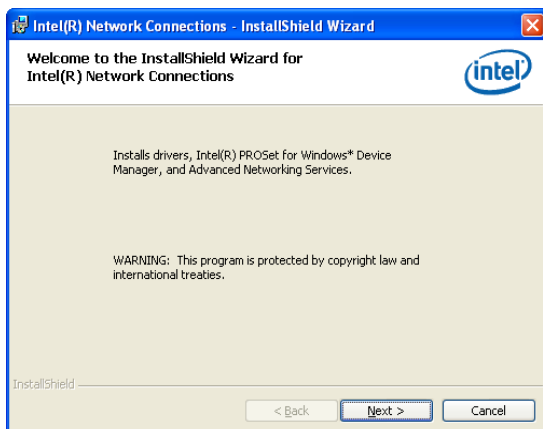 Intel(R) Network Connections - InstallShield Wizard
Welcome to the InstallShield Wizard for
Intel(R) Network Connections
intel
Installs drivers, Intel(R) PROSet for Windows* Device
Manager, and Advanced Networking Services.
WARNING: This program is protected by copyright law and
international treaties.
InstallShield
< Back
Next >
Cancel